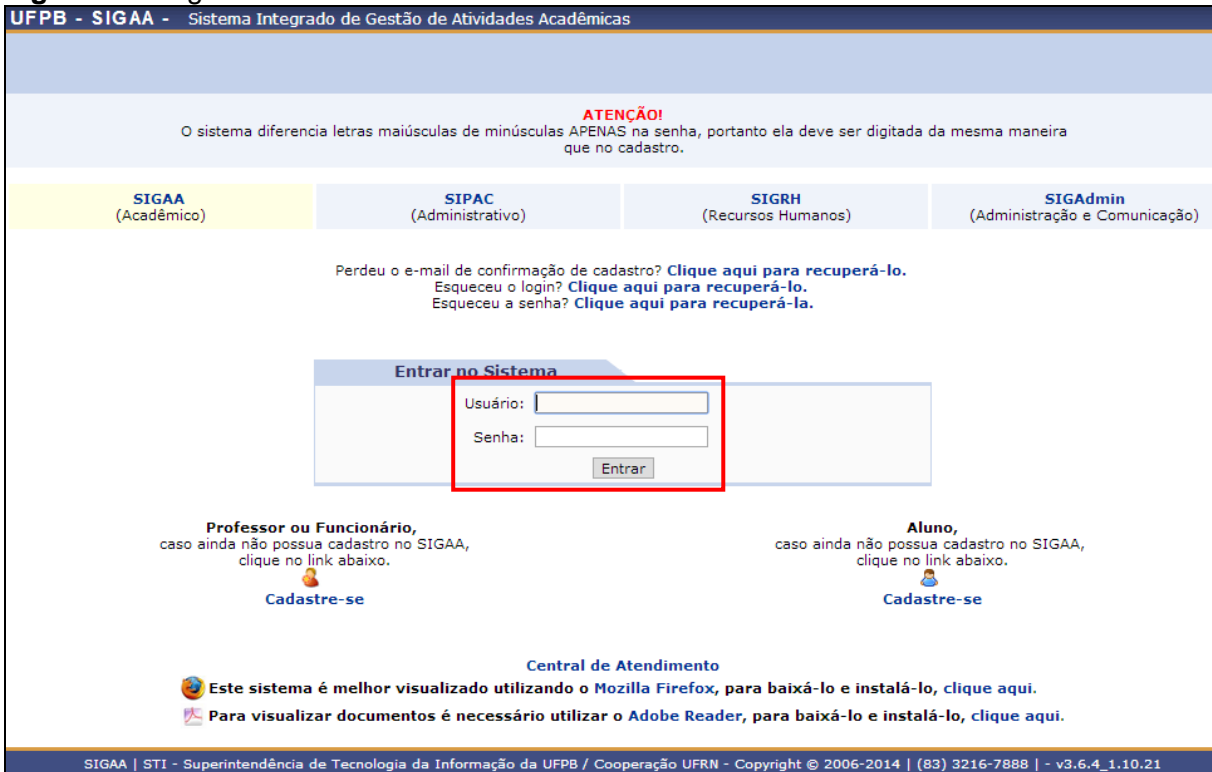 UFPB - SIGAA - Sistema Integrado de Gestão de Atividades Acadêmicas
ATENÇÃO!
O sistema diferencia letras maiúsculas de minúsculas APENAS na senha, portanto ela deve ser digitada da mesma maneira
que no cadastro.
SIGAA
(Acadêmico)
SIPAC
(Administrativo)
SIGRH
(Recursos Humanos)
SIGAdmin
(Administração e Comunicação)
Perdeu o e-mail de confirmação de cadastro? Clique aqui para recuperá-lo.
Esqueceu o login? Clique aqui para recuperá-lo.
Esqueceu a senha? Clique aqui para recuperá-la.
Entrar no Sistema
Usuário:
Senha:
Entrar
Professor ou Funcionário,
caso ainda não possua cadastro no SIGAA,
clique no link abaixo.
Cadastre-se
Aluno,
caso ainda não possua cadastro no SIGAA,
clique no link abaixo.
Cadastre-se
Central de Atendimento
Este sistema é melhor visualizado utilizando o Mozilla Firefox, para baixá-lo e instalá-lo, clique aqui.
Para visualizar documentos é necessário utilizar o Adobe Reader, para baixá-lo e instalá-lo, clique aqui.
SIGAA | STI - Superintendência de Tecnologia da Informação da UFPB / Cooperação UFRN - Copyright © 2006-2014 | (83) 3216-7888 | - v3.6.4_1.10.21